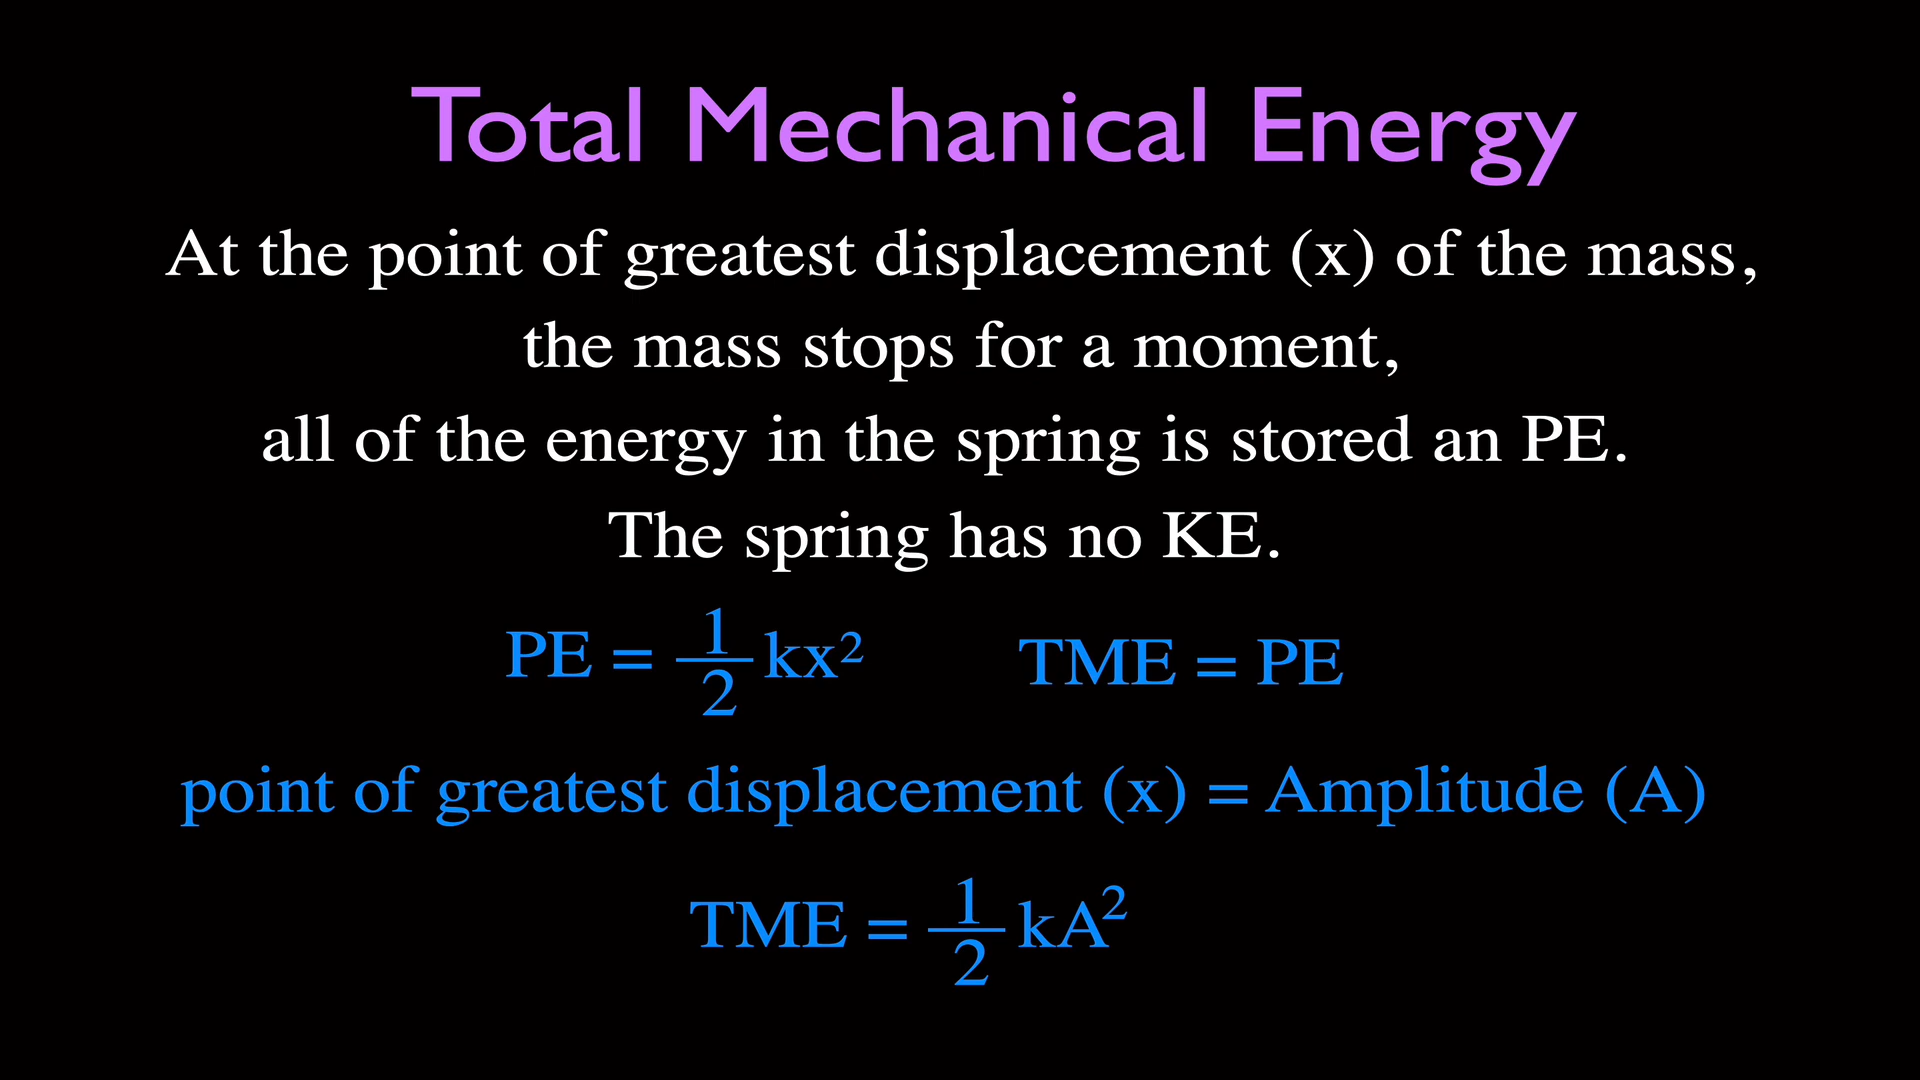 Total Mechanical Energy
At the point of greatest displacement (x) of the mass,
the mass stops for a moment,
all of the energy in the spring is stored an PE.
The spring has no KE.
PE = 1/2 kx² TME = PE
point of greatest displacement (x) = Amplitude (A)
TME = 1/2 kA²